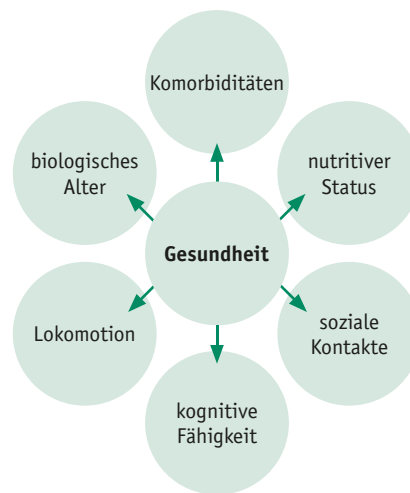 Komorbiditäten
biologisches
Alter
nutritiver
Status
Gesundheit
Lokomotion
soziale
Kontakte
kognitive
Fähigkeit